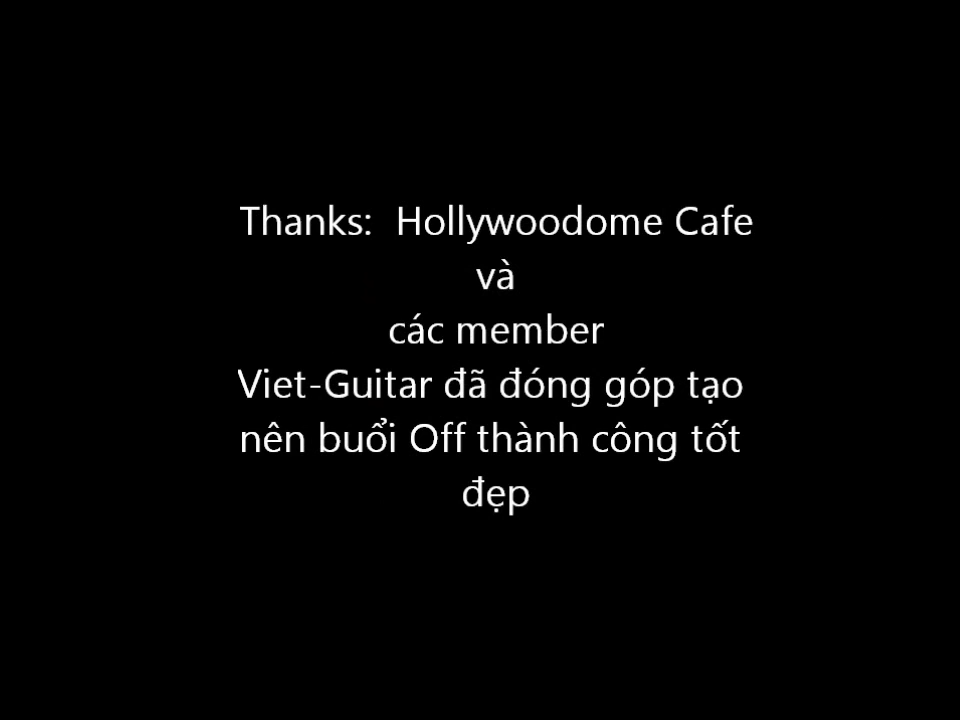 Thanks:  Hollywoodome Cafe
và
các member
Viet-Guitar đã đóng góp tạo
nên buổi Off thành công tốt
đẹp